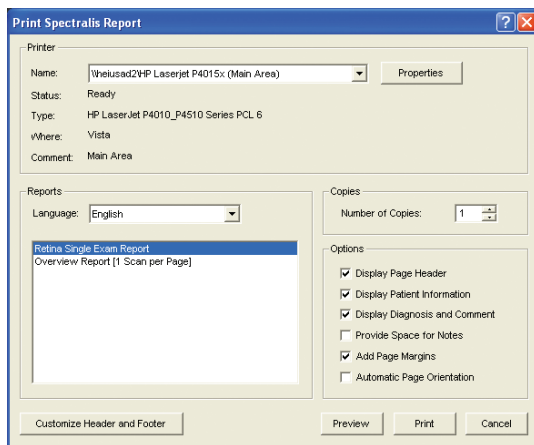 Print Spectralis Report
Printer
Name: \\heiusad2\HP Laserjet P4015x (Main Area) Properties
Status: Ready
Type: HP LaserJet P4010_P4510 Series PCL 6
Where: Vista
Comment: Main Area
Reports
Language: English
Retina Single Exam Report
Overview Report [1 Scan per Page]
Copies
Number of Copies: 1
Options
Display Page Header
Display Patient Information
Display Diagnosis and Comment
Provide Space for Notes
Add Page Margins
Automatic Page Orientation
Customize Header and Footer Preview Print Cancel